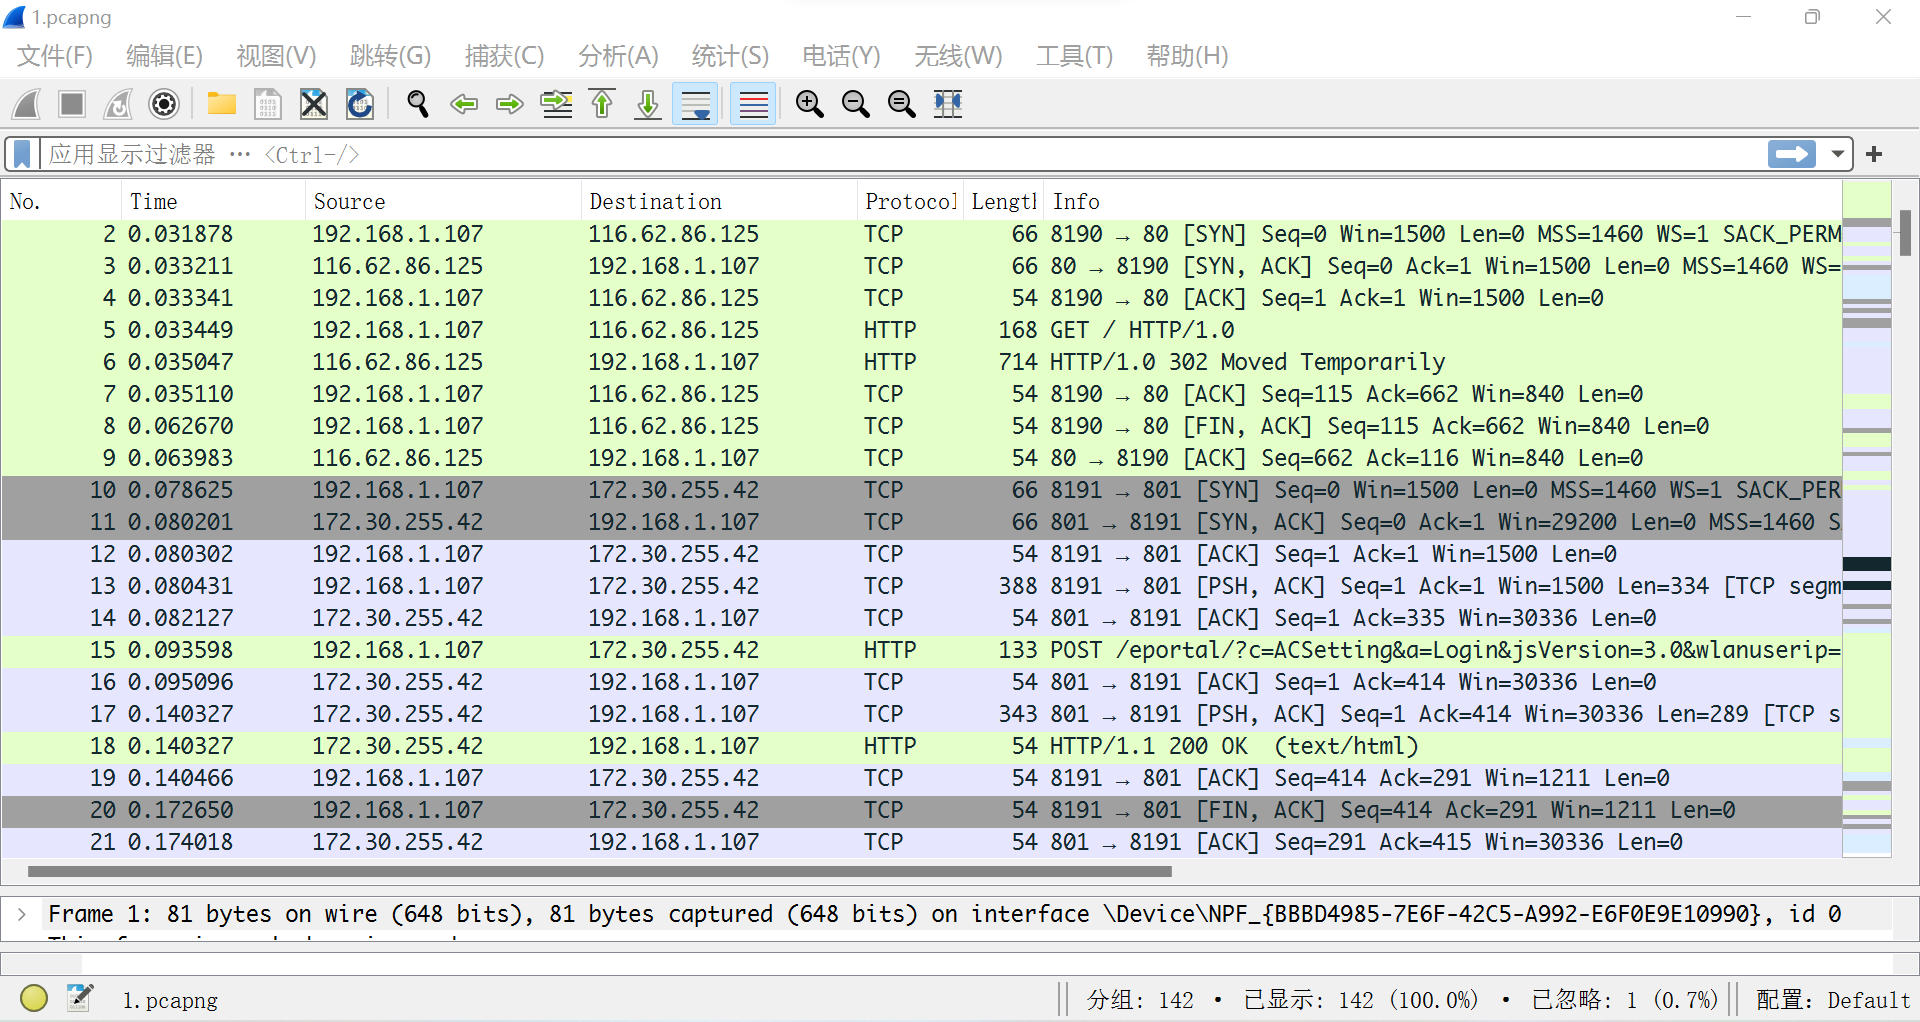 1.pcapng
文件(F) 编辑(E) 视图(V) 跳转(G) 捕获(C) 分析(A) 统计(S) 电话(Y) 无线(W) 工具(T) 帮助(H)
应用显示过滤器 … <Ctrl-/>
No. Time Source Destination Protocol Length Info
2 0.031878 192.168.1.107 116.62.86.125 TCP 66 8190 → 80 [SYN] Seq=0 Win=1500 Len=0 MSS=1460 WS=1 SACK_PERM
3 0.033211 116.62.86.125 192.168.1.107 TCP 66 80 → 8190 [SYN, ACK] Seq=0 Ack=1 Win=1500 Len=0 MSS=1460 WS=
4 0.033341 192.168.1.107 116.62.86.125 TCP 54 8190 → 80 [ACK] Seq=1 Ack=1 Win=1500 Len=0
5 0.033449 192.168.1.107 116.62.86.125 HTTP 168 GET / HTTP/1.0
6 0.035047 116.62.86.125 192.168.1.107 HTTP 714 HTTP/1.0 302 Moved Temporarily
7 0.035110 192.168.1.107 116.62.86.125 TCP 54 8190 → 80 [ACK] Seq=115 Ack=662 Win=840 Len=0
8 0.062670 192.168.1.107 116.62.86.125 TCP 54 8190 → 80 [FIN, ACK] Seq=115 Ack=662 Win=840 Len=0
9 0.063983 116.62.86.125 192.168.1.107 TCP 54 80 → 8190 [ACK] Seq=662 Ack=116 Win=840 Len=0
10 0.078625 192.168.1.107 172.30.255.42 TCP 66 8191 → 801 [SYN] Seq=0 Win=1500 Len=0 MSS=1460 WS=1 SACK_PER
11 0.080201 172.30.255.42 192.168.1.107 TCP 66 801 → 8191 [SYN, ACK] Seq=0 Ack=1 Win=29200 Len=0 MSS=1460 S
12 0.080302 192.168.1.107 172.30.255.42 TCP 54 8191 → 801 [ACK] Seq=1 Ack=1 Win=1500 Len=0
13 0.080431 192.168.1.107 172.30.255.42 TCP 388 8191 → 801 [PSH, ACK] Seq=1 Ack=1 Win=1500 Len=334 [TCP segm
14 0.082127 172.30.255.42 192.168.1.107 TCP 54 801 → 8191 [ACK] Seq=1 Ack=335 Win=30336 Len=0
15 0.093598 192.168.1.107 172.30.255.42 HTTP 133 POST /eportal/?c=ACSetting&a=Login&jsVersion=3.0&wlanuserip=
16 0.095096 172.30.255.42 192.168.1.107 TCP 54 801 → 8191 [ACK] Seq=1 Ack=414 Win=30336 Len=0
17 0.140327 172.30.255.42 192.168.1.107 TCP 343 801 → 8191 [PSH, ACK] Seq=1 Ack=414 Win=30336 Len=289 [TCP s
18 0.140327 172.30.255.42 192.168.1.107 HTTP 54 HTTP/1.1 200 OK (text/html)
19 0.140466 192.168.1.107 172.30.255.42 TCP 54 8191 → 801 [ACK] Seq=414 Ack=291 Win=1211 Len=0
20 0.172650 192.168.1.107 172.30.255.42 TCP 54 8191 → 801 [FIN, ACK] Seq=414 Ack=291 Win=1211 Len=0
21 0.174018 172.30.255.42 192.168.1.107 TCP 54 801 → 8191 [ACK] Seq=291 Ack=415 Win=30336 Len=0
Frame 1: 81 bytes on wire (648 bits), 81 bytes captured (648 bits) on interface \Device\NPF_{BBBD4985-7E6F-42C5-A992-E6F0E9E10990}, id 0
1.pcapng 分组: 142 · 已显示: 142 (100.0%) · 已忽略: 1 (0.7%) 配置: Default